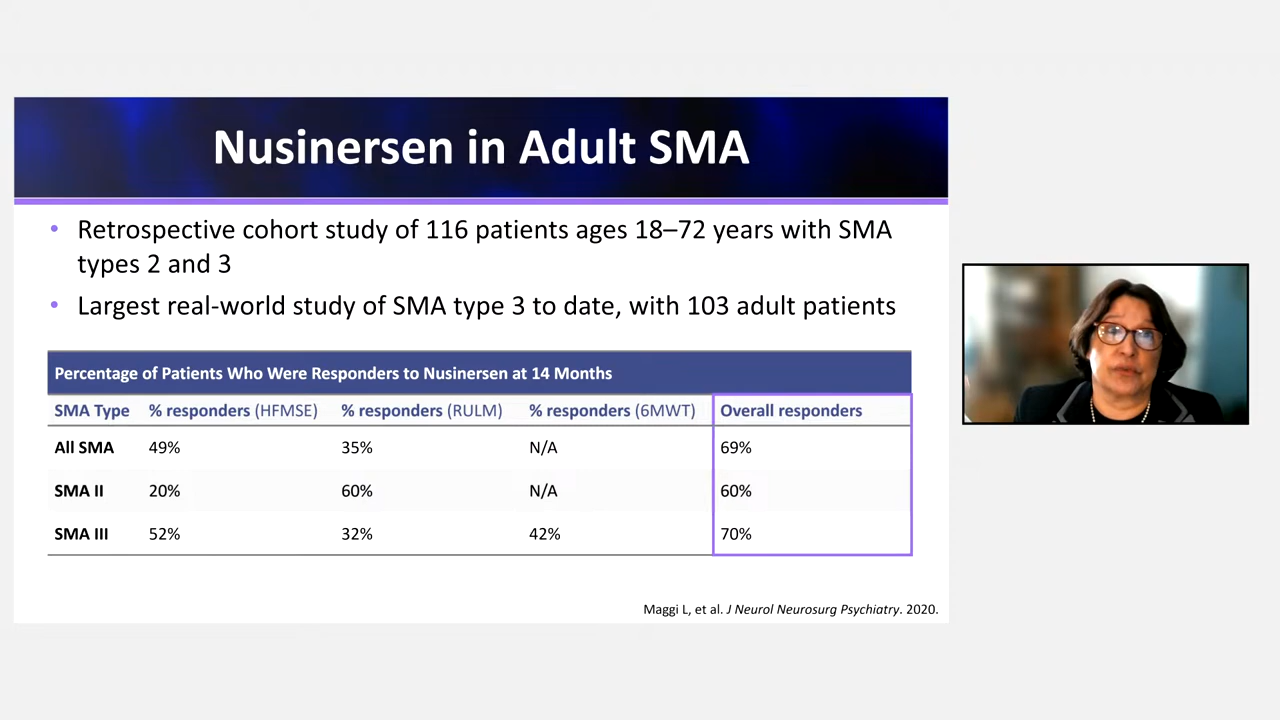 Nusinersen in Adult SMA
• Retrospective cohort study of 116 patients ages 18–72 years with SMA
types 2 and 3
• Largest real-world study of SMA type 3 to date, with 103 adult patients
Percentage of Patients Who Were Responders to Nusinersen at 14 Months
SMA Type % responders (HFMSE) % responders (RULM) % responders (6MWT) Overall responders
All SMA 49% 35% N/A 69%
SMA II 20% 60% N/A 60%
SMA III 52% 32% 42% 70%
Maggi L, et al. J Neurol Neurosurg Psychiatry. 2020.